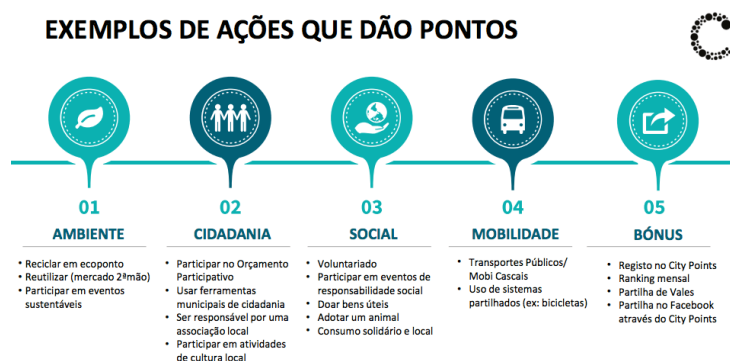 EXEMPLOS DE AÇÕES QUE DÃO PONTOS
01
AMBIENTE
• Reciclar em ecoponto
• Reutilizar (mercado 2ªmão)
• Participar em eventos
sustentáveis
02
CIDADANIA
• Participar no Orçamento
Participativo
• Usar ferramentas
municipais de cidadania
• Ser responsável por uma
associação local
• Participar em atividades
de cultura local
03
SOCIAL
• Voluntariado
• Participar em eventos de
responsabilidade social
• Doar bens úteis
• Adotar um animal
• Consumo solidário e local
04
MOBILIDADE
• Transportes Públicos/
Mobi Cascais
• Uso de sistemas
partilhados (ex: bicicletas)
05
BÓNUS
• Registo no City Points
• Ranking mensal
• Partilha de Vales
• Partilha no Facebook
através do City Points